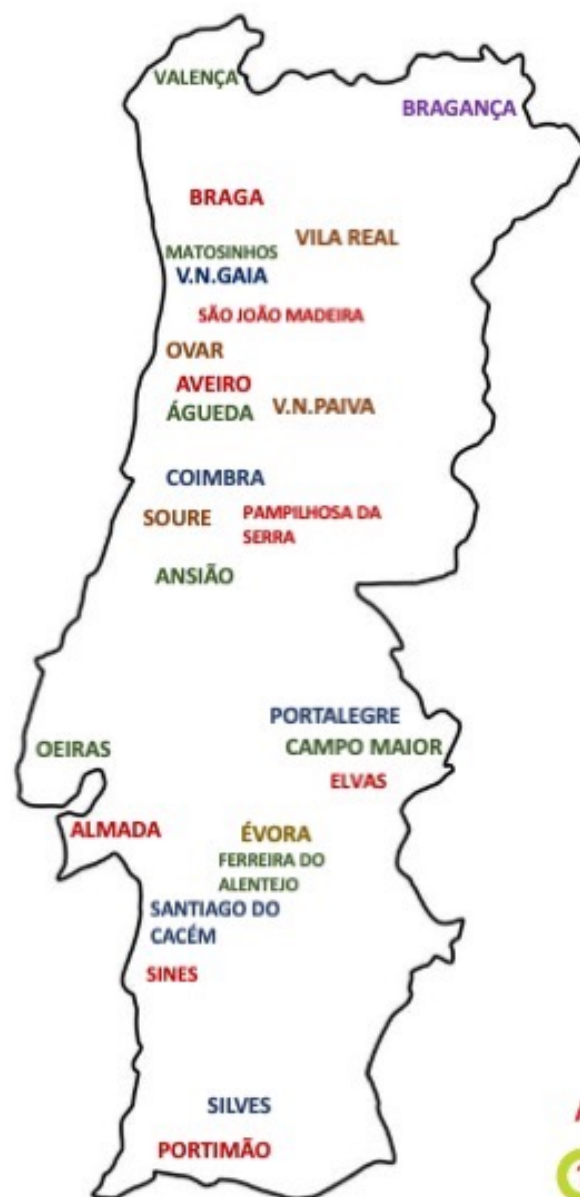 VALENÇA
BRAGANÇA
BRAGA
VILA REAL
MATOSINHOS
V.N.GAIA
SÃO JOÃO MADEIRA
OVAR
AVEIRO
V.N.PAIVA
ÁGUEDA
COIMBRA
SOURE
PAMPILHOSA DA
SERRA
ANSIÃO
PORTALEGRE
OEIRAS
CAMPO MAIOR
ELVAS
ALMADA
ÉVORA
FERREIRA DO
ALENTEJO
SANTIAGO DO
CACÉM
SINES
SILVES
PORTIMÃO